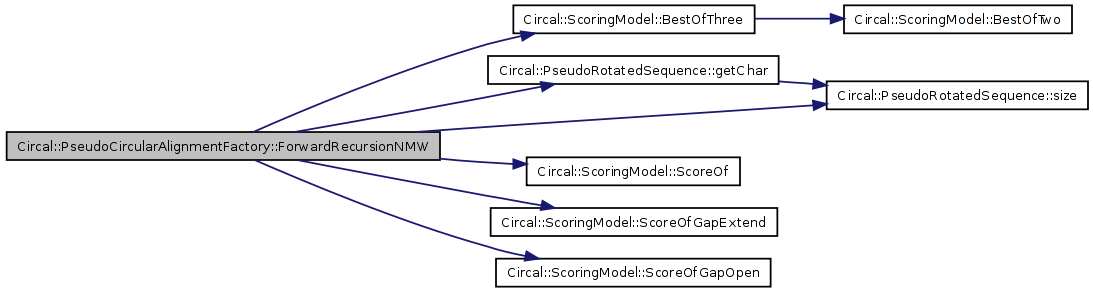 Circal::ScoringModel::BestOfThree
Circal::ScoringModel::BestOfTwo
Circal::PseudoRotatedSequence::getChar
Circal::PseudoRotatedSequence::size
Circal::PseudoCircularAlignmentFactory::ForwardRecursionNMW
Circal::ScoringModel::ScoreOf
Circal::ScoringModel::ScoreOfGapExtend
Circal::ScoringModel::ScoreOfGapOpen